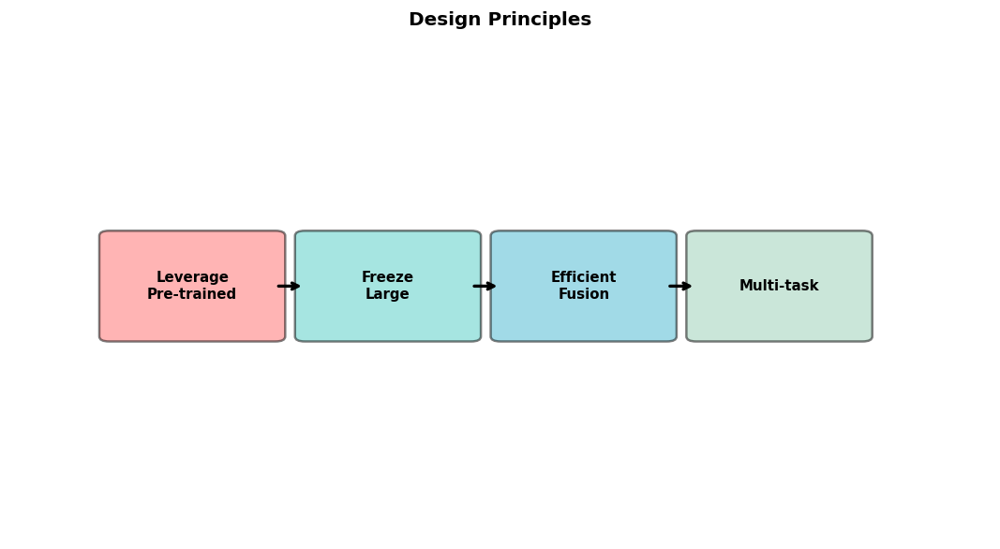 Design Principles
Leverage
Pre-trained
Freeze
Large
Efficient
Fusion
Multi-task